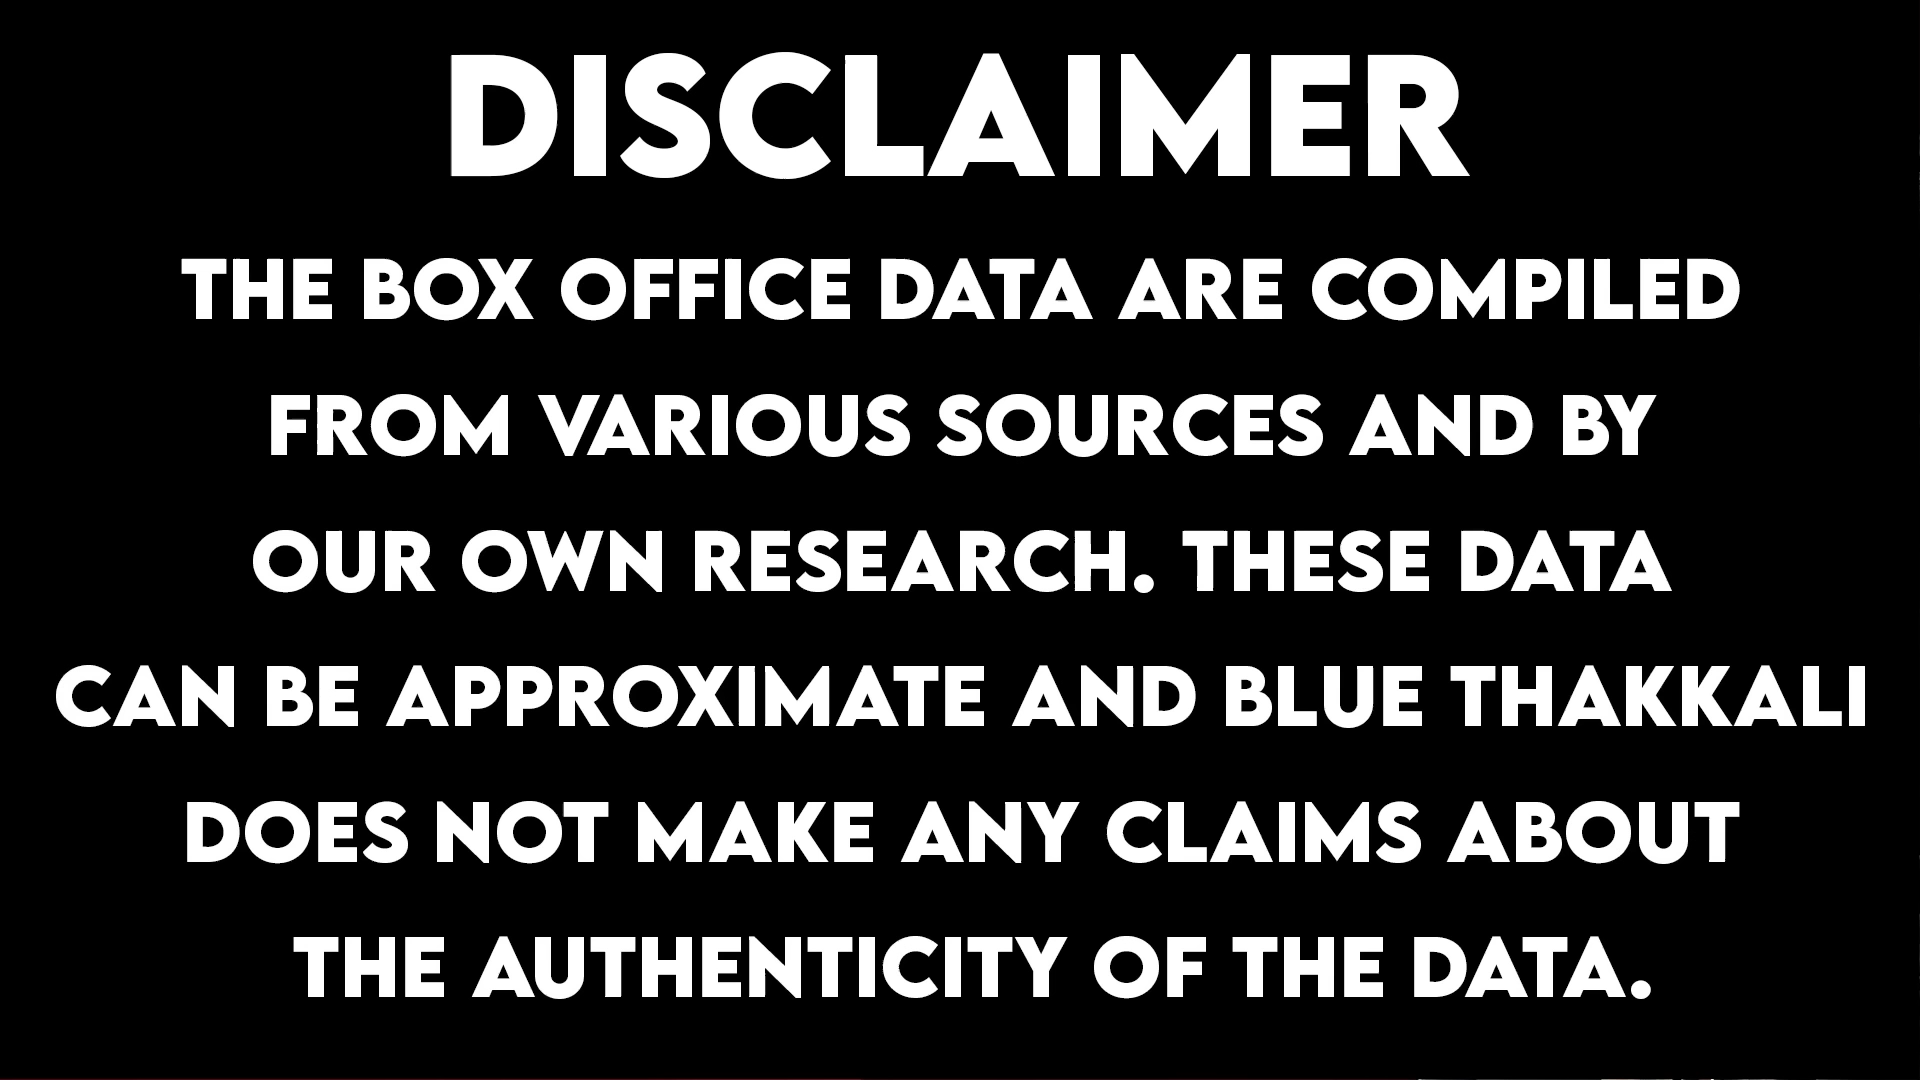 DISCLAIMER
THE BOX OFFICE DATA ARE COMPILED
FROM VARIOUS SOURCES AND BY
OUR OWN RESEARCH. THESE DATA
CAN BE APPROXIMATE AND BLUE THAKKALI
DOES NOT MAKE ANY CLAIMS ABOUT
THE AUTHENTICITY OF THE DATA.